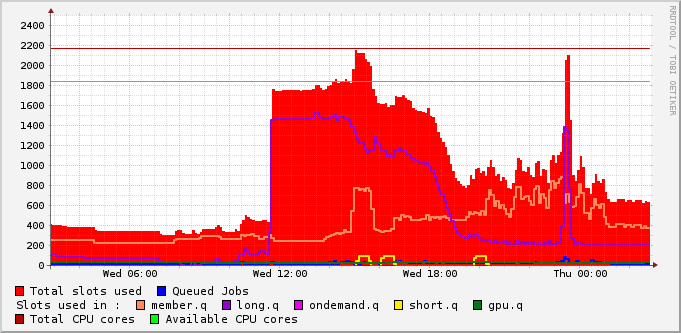 2400
2200
2000
1800
1600
1400
1200
1000
800
600
400
200
0
Wed 06:00 Wed 12:00 Wed 18:00 Thu 00:00
RRDTOOL / TOBI OETIKER
Total slots used Queued Jobs
Slots used in : member.q long.q ondemand.q short.q gpu.q
Total CPU cores Available CPU cores